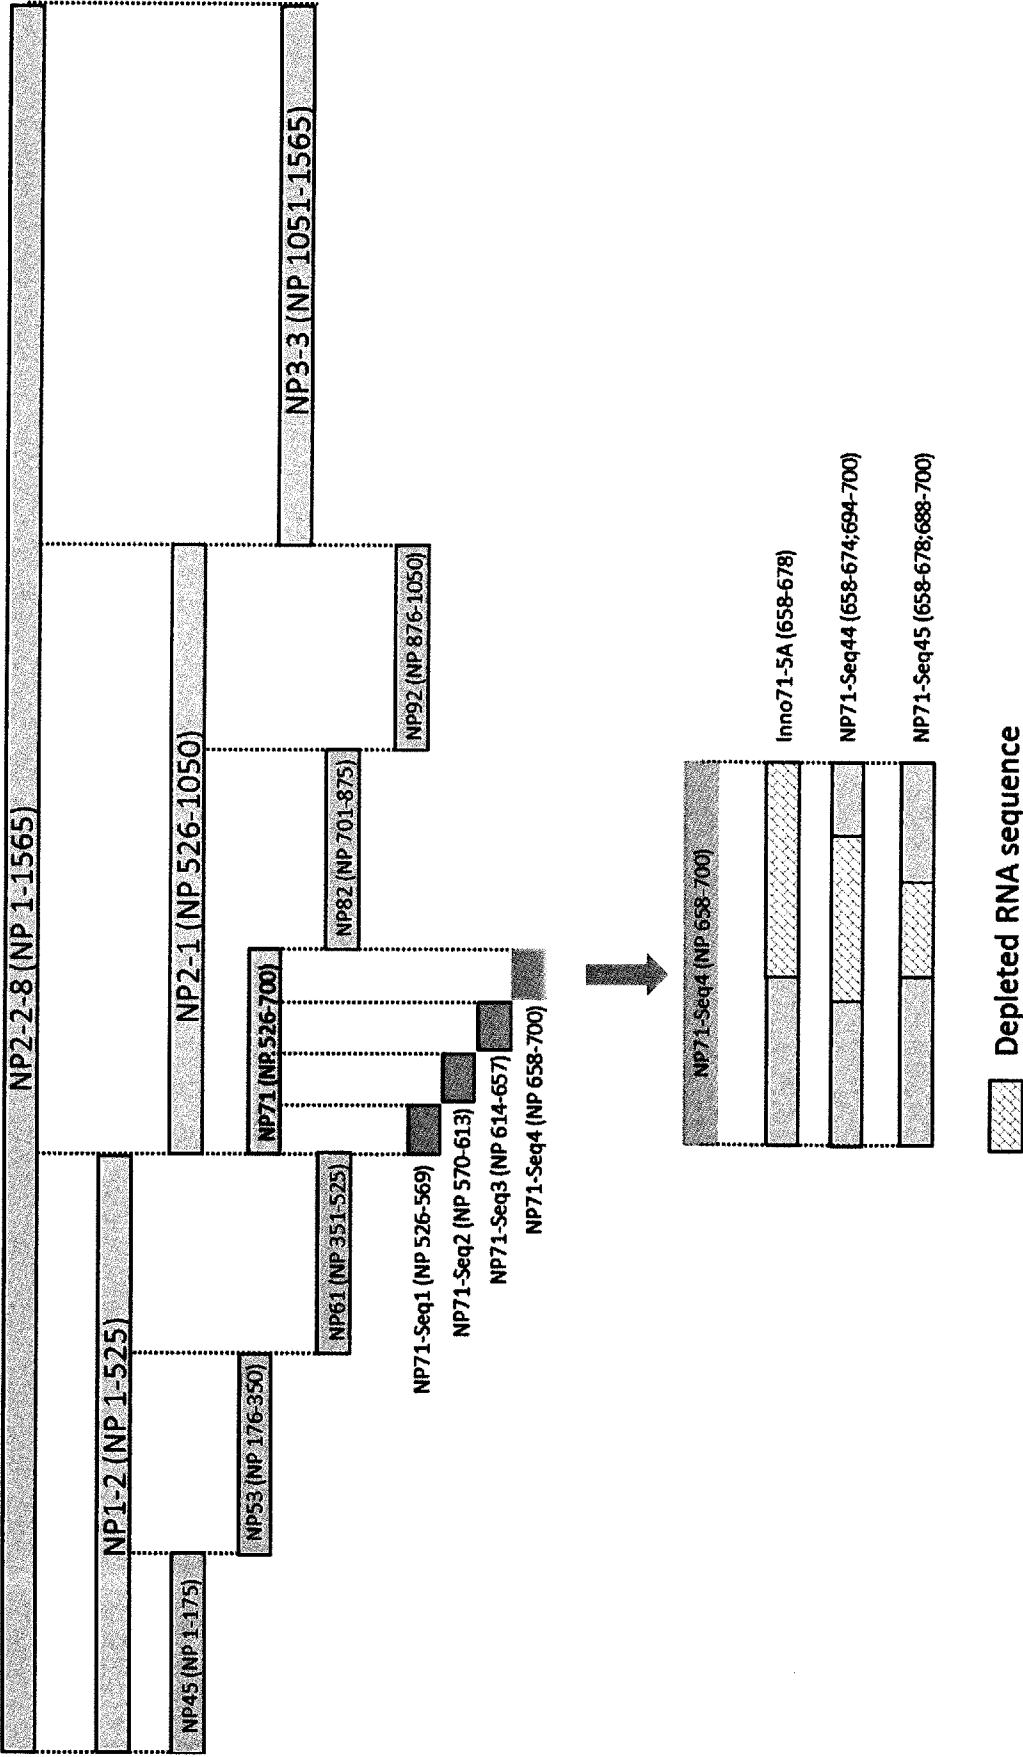 NP2-2-8 (NP 1-1565)
NP1-2 (NP 1-525)
NP2-1 (NP 526-1050)
NP3-3 (NP 1051-1565)
NP45 (NP 1-175)
NP53 (NP 176-350)
NP61 (NP 351-525)
NP71 (NP 526-700)
NP82 (NP 701-875)
NP92 (NP 876-1050)
NP71-Seq1 (NP 526-569)
NP71-Seq2 (NP 570-613)
NP71-Seq3 (NP 614-657)
NP71-Seq4 (NP 658-700)
NP71-Seq4 (NP 658-700)
Inno71-5A (658-678)
NP71-Seq44 (658-674;694-700)
NP71-Seq45 (658-678;688-700)
Depleted RNA sequence